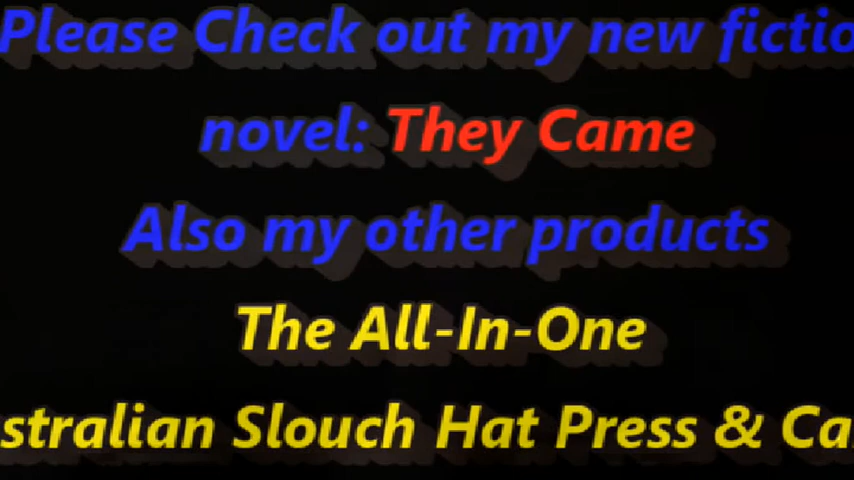 Please Check out my new fictio
novel: They Came
Also my other products
The All-In-One
stralian Slouch Hat Press & Ca